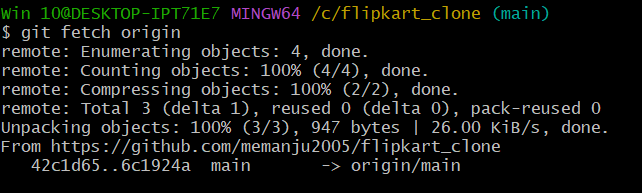 Win 10@DESKTOP-IPT71E7 MINGW64 /c/flipkart_clone (main)
$ git fetch origin
remote: Enumerating objects: 4, done.
remote: Counting objects: 100% (4/4), done.
remote: Compressing objects: 100% (2/2), done.
remote: Total 3 (delta 1), reused 0 (delta 0), pack-reused 0
Unpacking objects: 100% (3/3), 947 bytes | 26.00 KiB/s, done.
From https://github.com/memanju2005/flipkart_clone
   42c1d65..6c1924a  main       -> origin/main